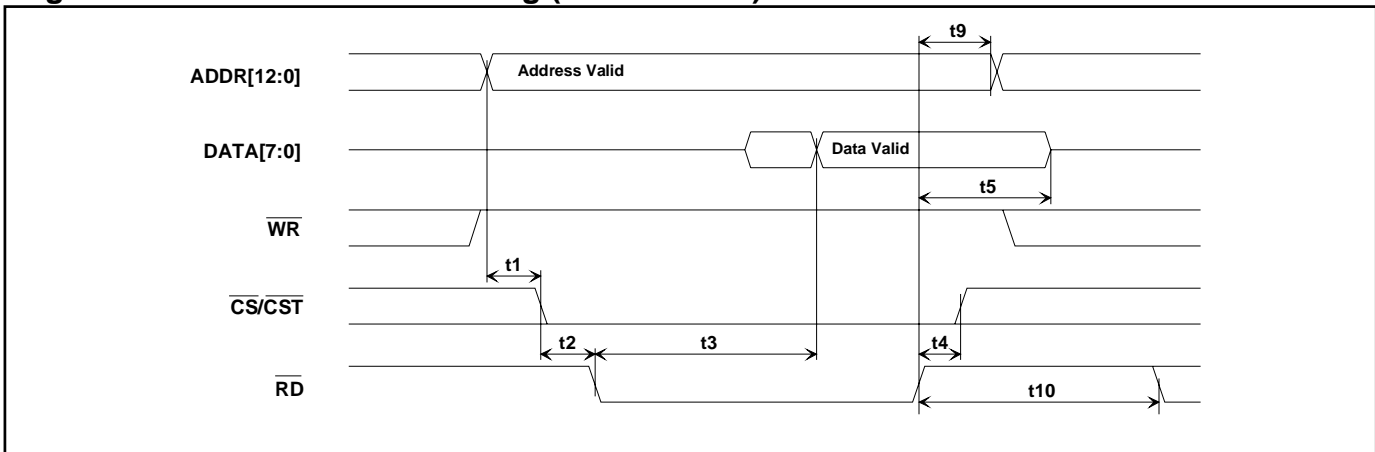 t9
ADDR[12:0]
Address Valid
DATA[7:0]
Data Valid
t5
WR
t1
CS/CST
t2
t3
t4
RD
t10